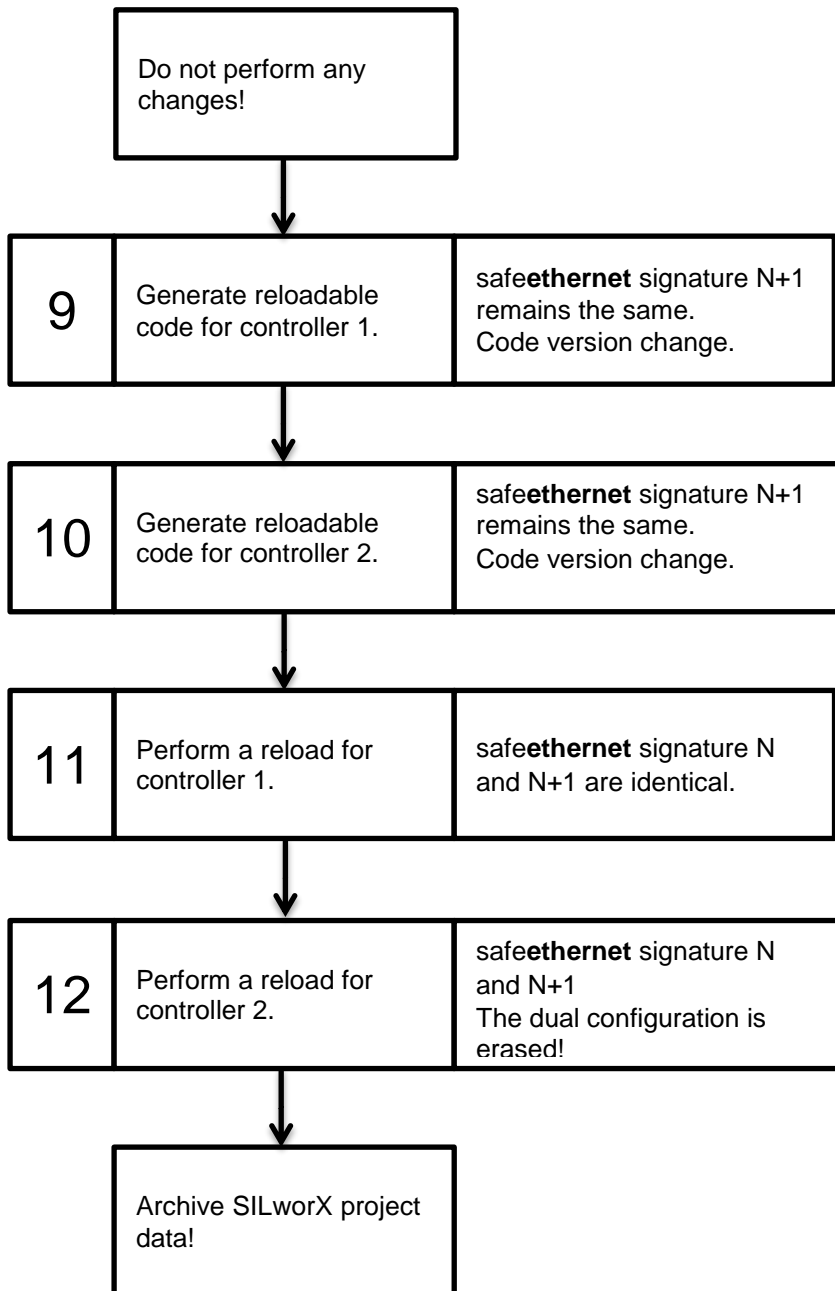 Do not perform any
changes!
9
Generate reloadable
code for controller 1.
safeethernet signature N+1
remains the same.
Code version change.
10
Generate reloadable
code for controller 2.
safeethernet signature N+1
remains the same.
Code version change.
11
Perform a reload for
controller 1.
safeethernet signature N
and N+1 are identical.
12
Perform a reload for
controller 2.
safeethernet signature N
and N+1
The dual configuration is
erased!
Archive SILworX project
data!